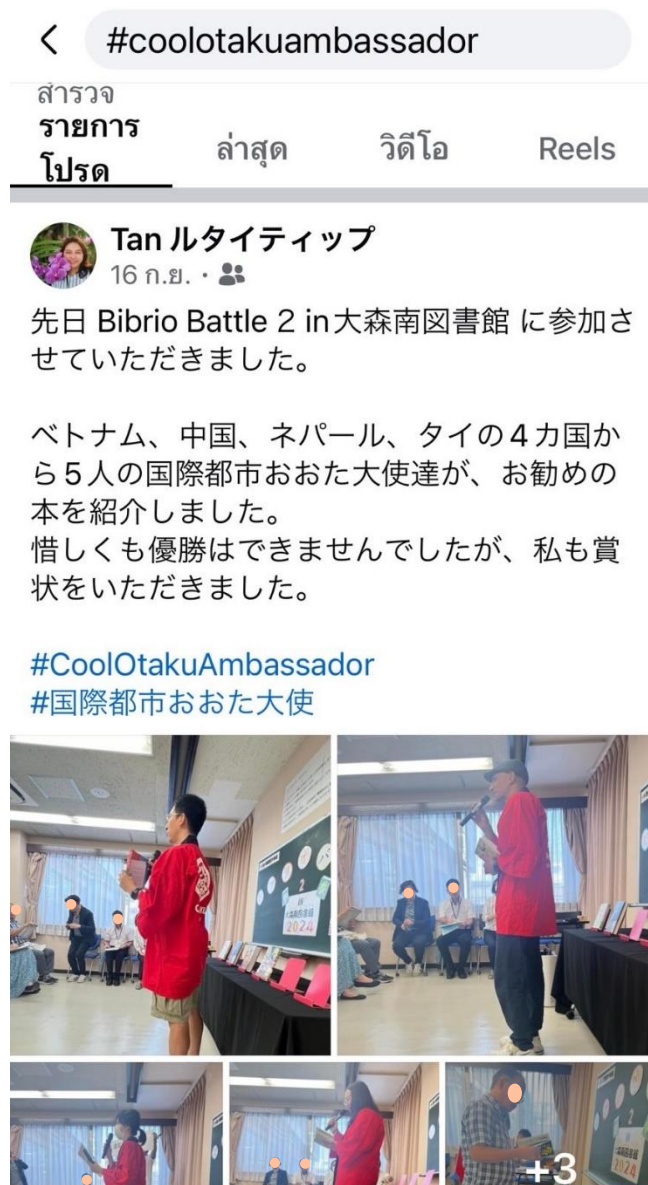 #coolotakuambassador
สำรวจ
รายการ
โปรด
ล่าสุด
วิดีโอ
Reels
Tan ルタイティップ
16 ก.ย. ·
先日 Bibrio Battle 2 in大森南図書館 に参加さ
せていただきました。
ベトナム、中国、ネパール、タイの4カ国か
ら5人の国際都市おおた大使達が、お勧めの
本を紹介しました。
惜しくも優勝はできませんでしたが、私も賞
状をいただきました。
#CoolOtakuAmbassador
#国際都市おおた大使
2
2024
2
2024
+3